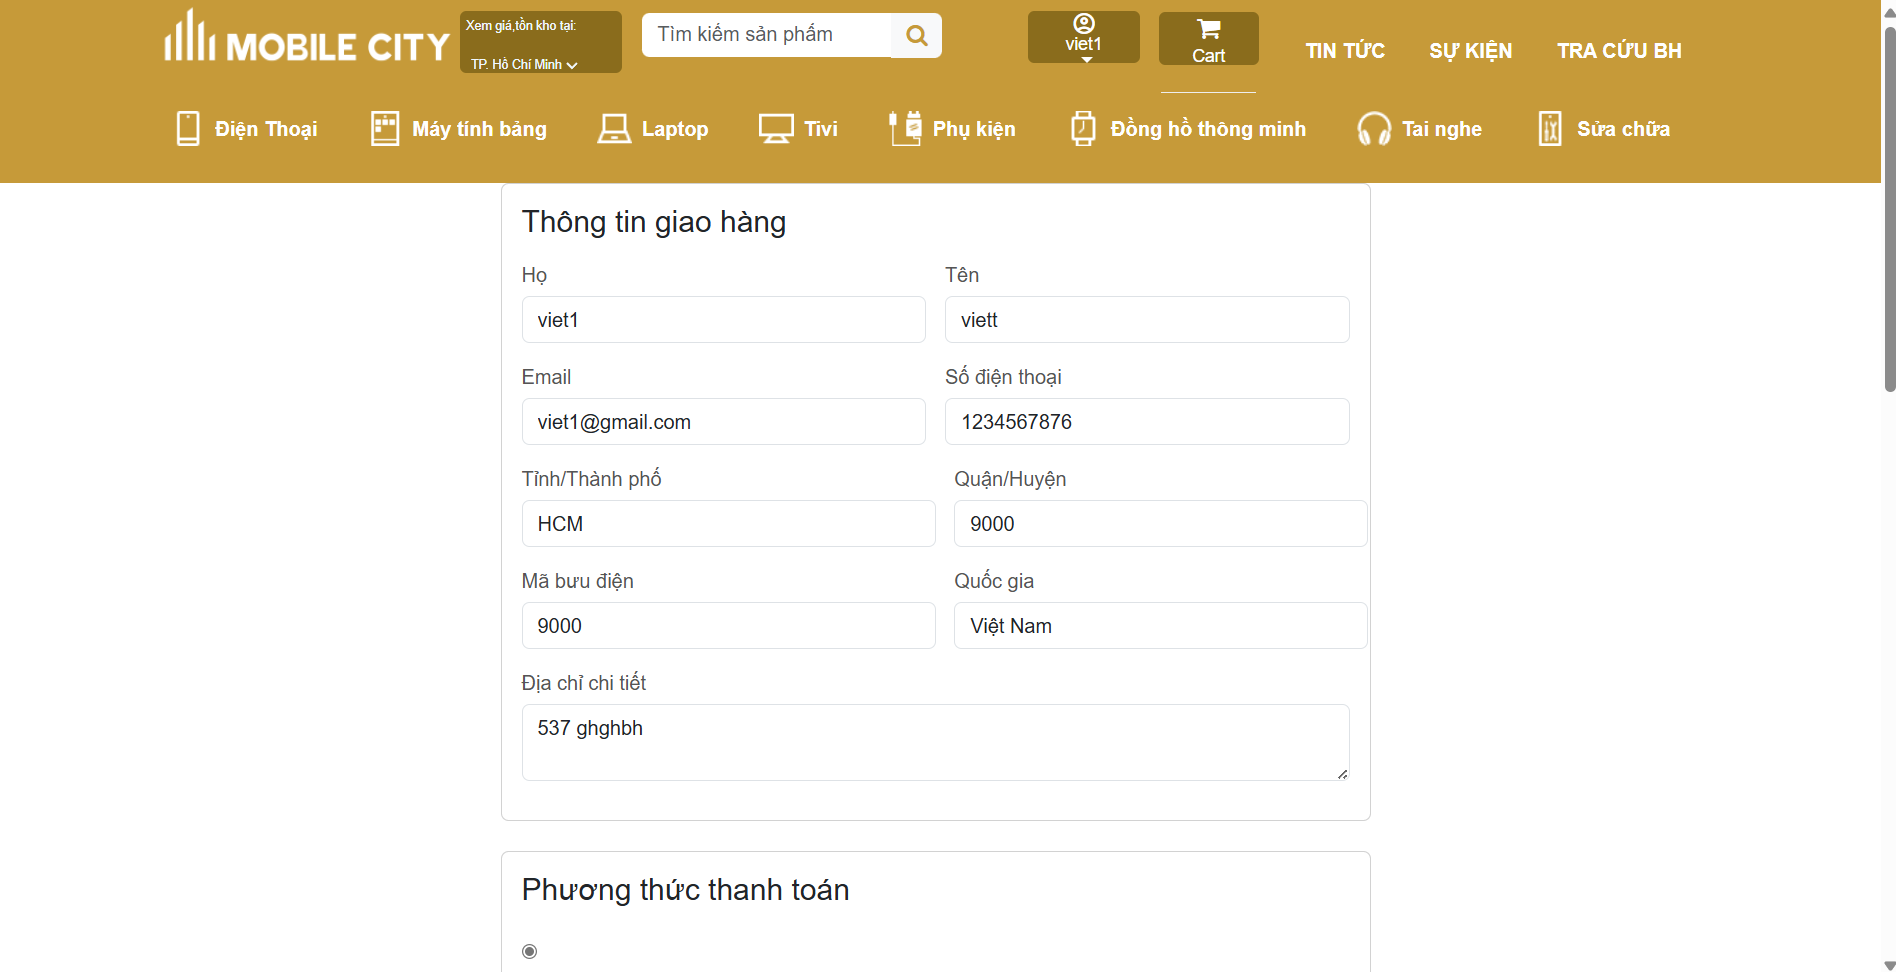 MOBILE CITY
Xem giá,tồn kho tại:
TP. Hồ Chí Minh
Tìm kiếm sản phẩm
viet1
Cart
TIN TỨC
SỰ KIỆN
TRA CỨU BH
Điện Thoại
Máy tính bảng
Laptop
Tivi
Phụ kiện
Đồng hồ thông minh
Tai nghe
Sửa chữa
Thông tin giao hàng
Họ
Tên
viet1
viett
Email
Số điện thoại
viet1@gmail.com
1234567876
Tỉnh/Thành phố
Quận/Huyện
HCM
9000
Mã bưu điện
Quốc gia
9000
Việt Nam
Địa chỉ chi tiết
537 ghghbh
Phương thức thanh toán